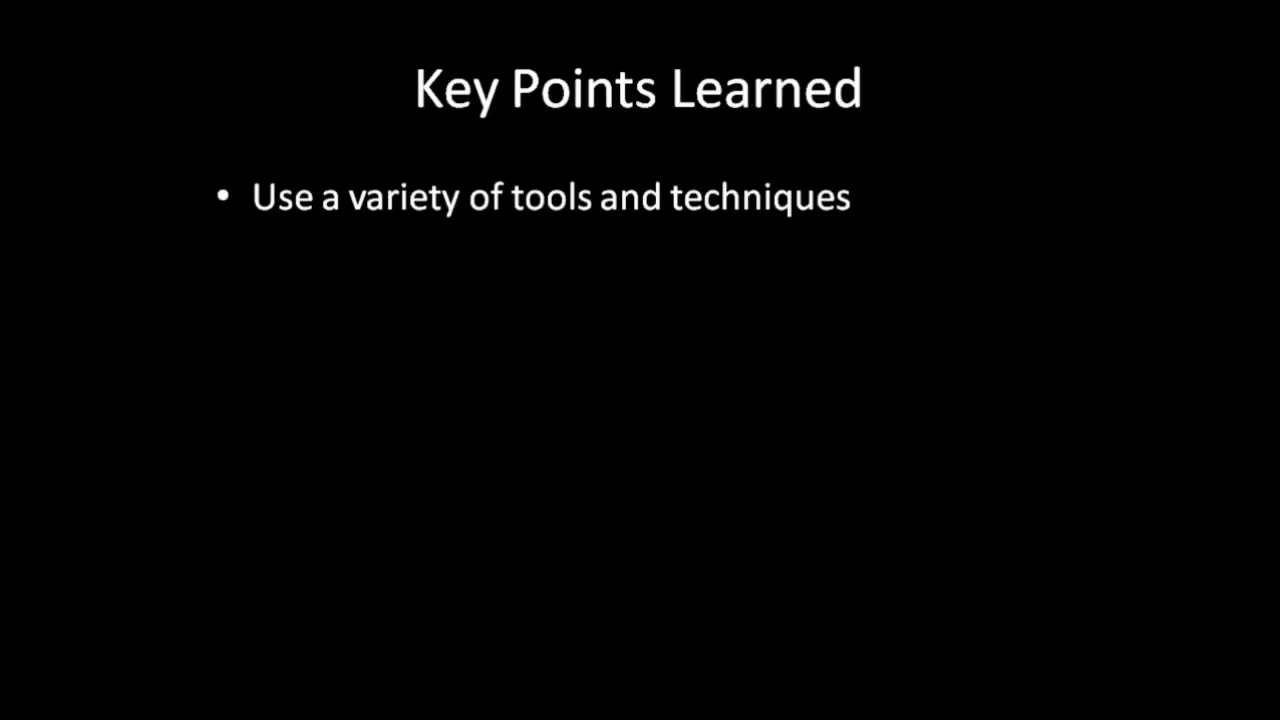 Key Points Learned
• Use a variety of tools and techniques